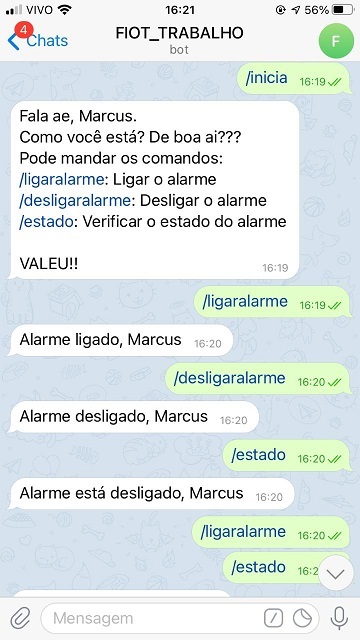 VIVO 16:21 56%
4
Chats
FIOT_TRABALHO
bot
F
/inicia 16:19
Fala ae, Marcus.
Como você está? De boa ai???
Pode mandar os comandos:
/ligaralarme: Ligar o alarme
/desligaralarme: Desligar o alarme
/estado: Verificar o estado do alarme
VALEU!! 16:19
/ligaralarme 16:19
Alarme ligado, Marcus 16:20
/desligaralarme 16:20
Alarme desligado, Marcus 16:20
/estado 16:20
Alarme está desligado, Marcus 16:20
/ligaralarme 16:20
/estado
Mensagem